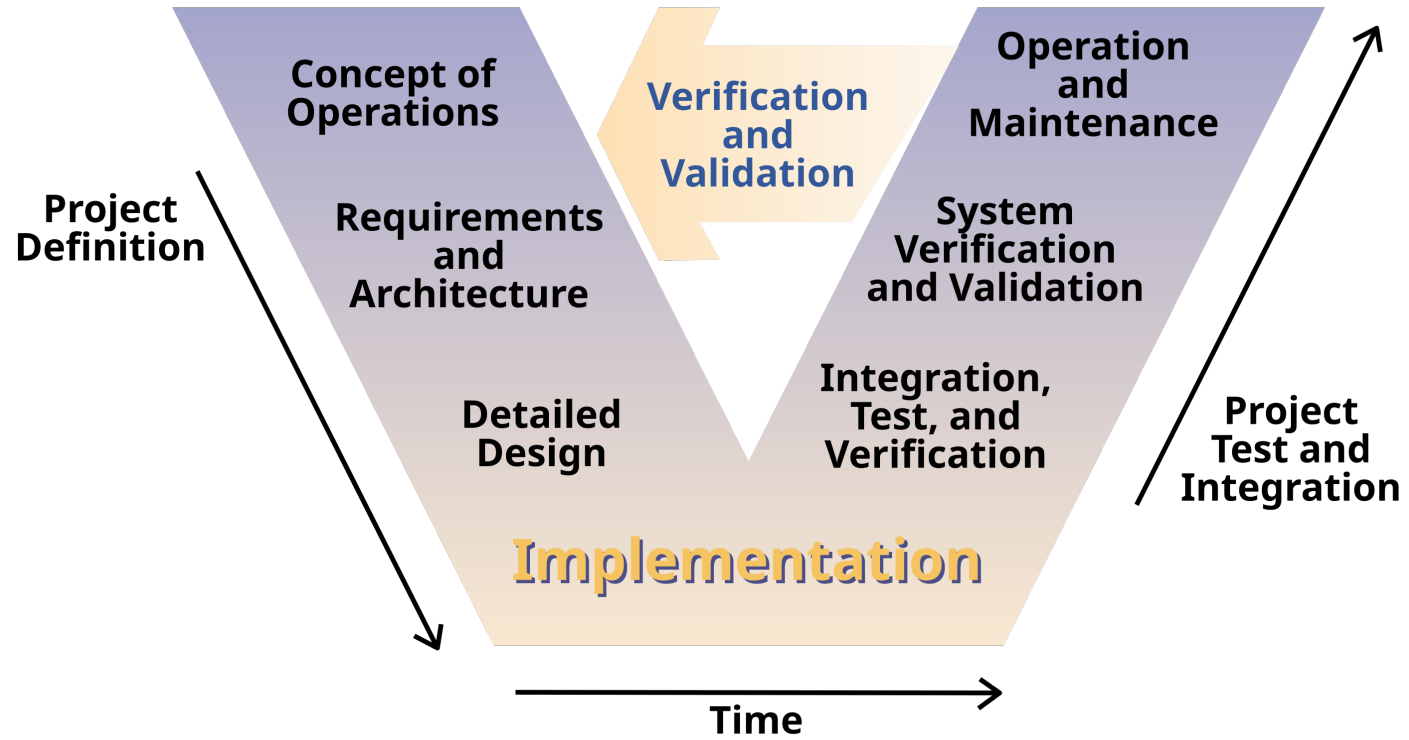 Concept of
Operations
Verification
and
Validation
Operation
and
Maintenance
Project
Definition
Requirements
and
Architecture
System
Verification
and Validation
Detailed
Design
Integration,
Test, and
Verification
Project
Test and
Integration
Implementation
Time